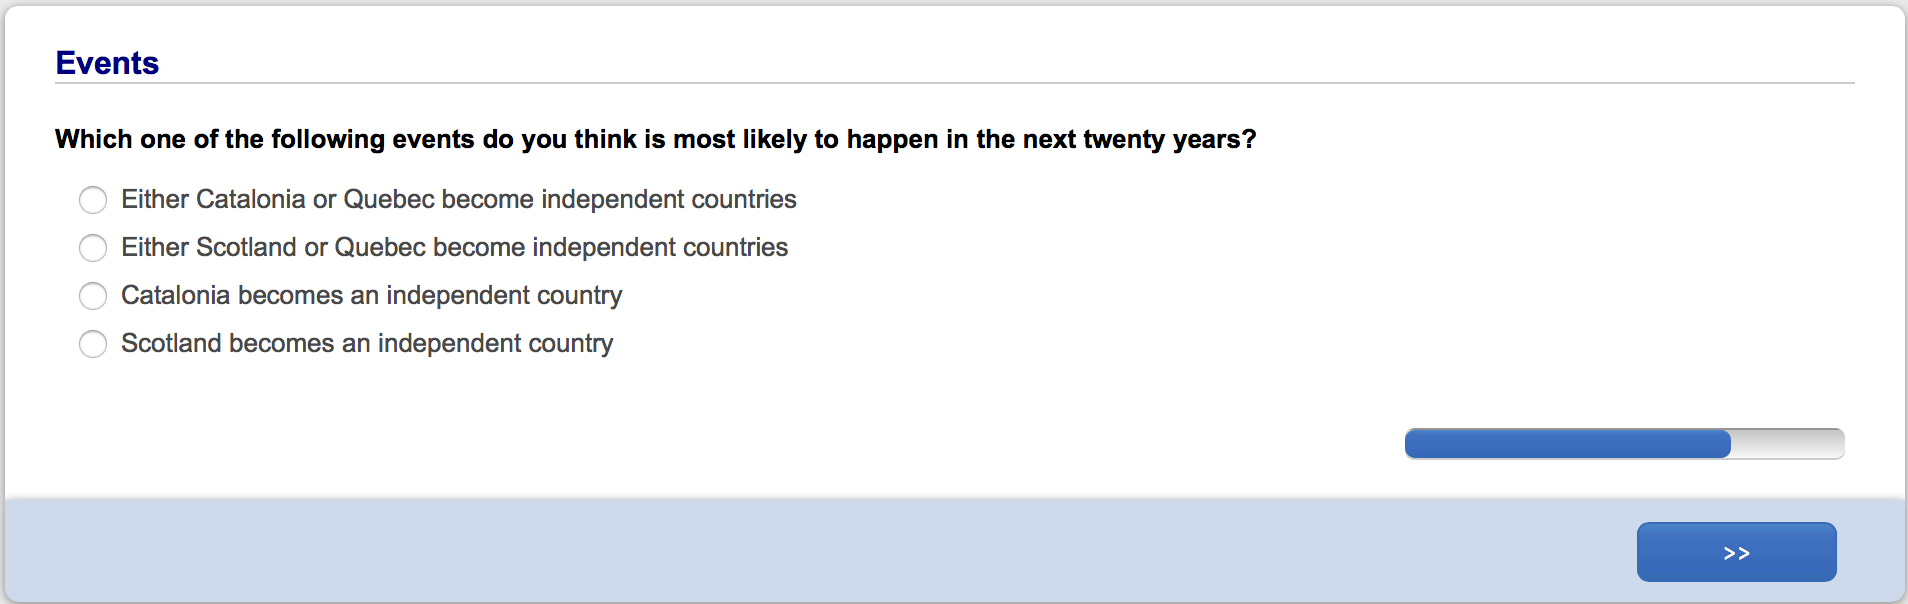 Events
Which one of the following events do you think is most likely to happen in the next twenty years?
Either Catalonia or Quebec become independent countries
Either Scotland or Quebec become independent countries
Catalonia becomes an independent country
Scotland becomes an independent country
>>